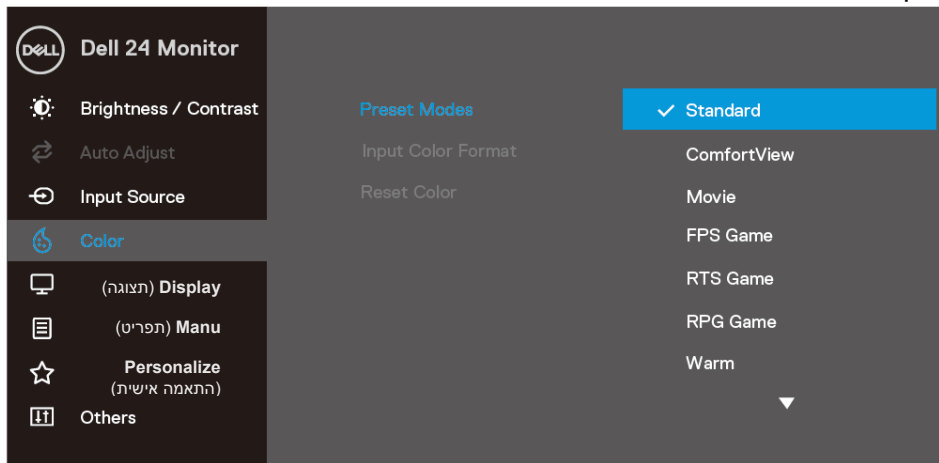 DELL Dell 24 Monitor
Brightness / Contrast
Auto Adjust
Input Source
Color
Display (תצוגה)
Manu (תפריט)
Personalize
(התאמה אישית)
Others
Preset Modes
Input Color Format
Reset Color
Standard
ComfortView
Movie
FPS Game
RTS Game
RPG Game
Warm